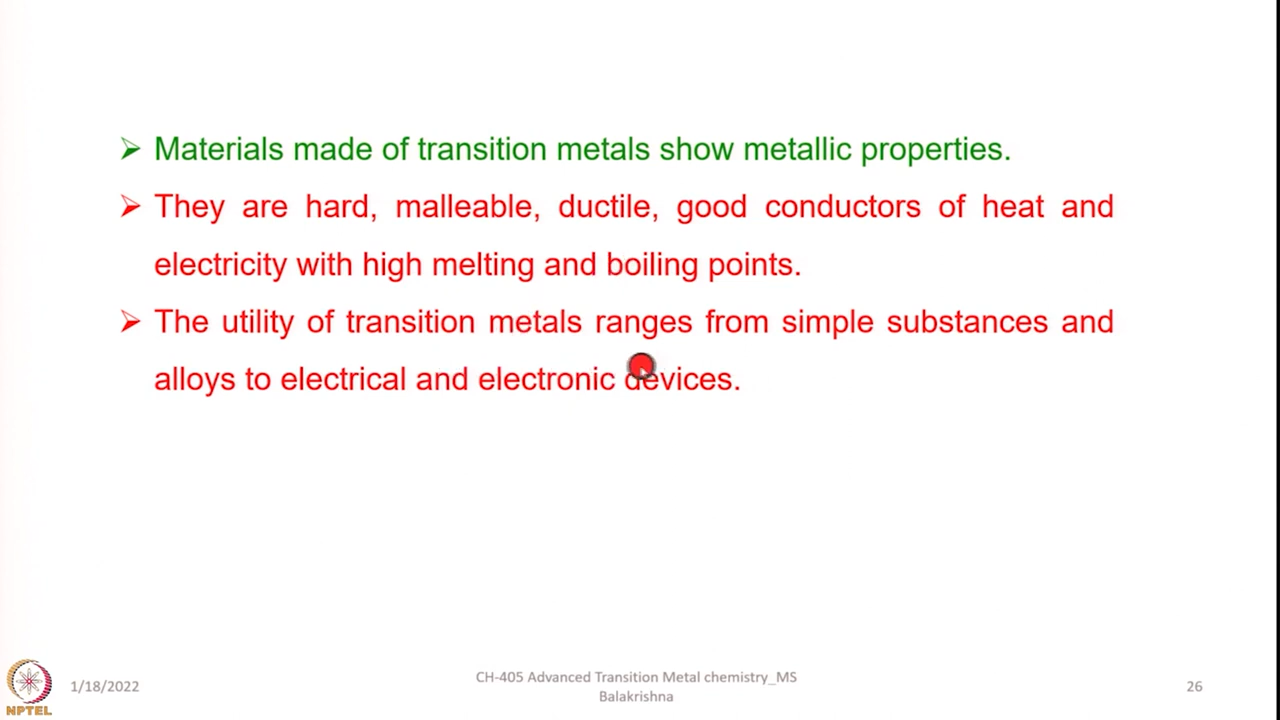 ➢ Materials made of transition metals show metallic properties.
➢ They are hard, malleable, ductile, good conductors of heat and
electricity with high melting and boiling points.
➢ The utility of transition metals ranges from simple substances and
alloys to electrical and electronic devices.
NPTEL
1/18/2022
CH-405 Advanced Transition Metal chemistry_MS
Balakrishna
26